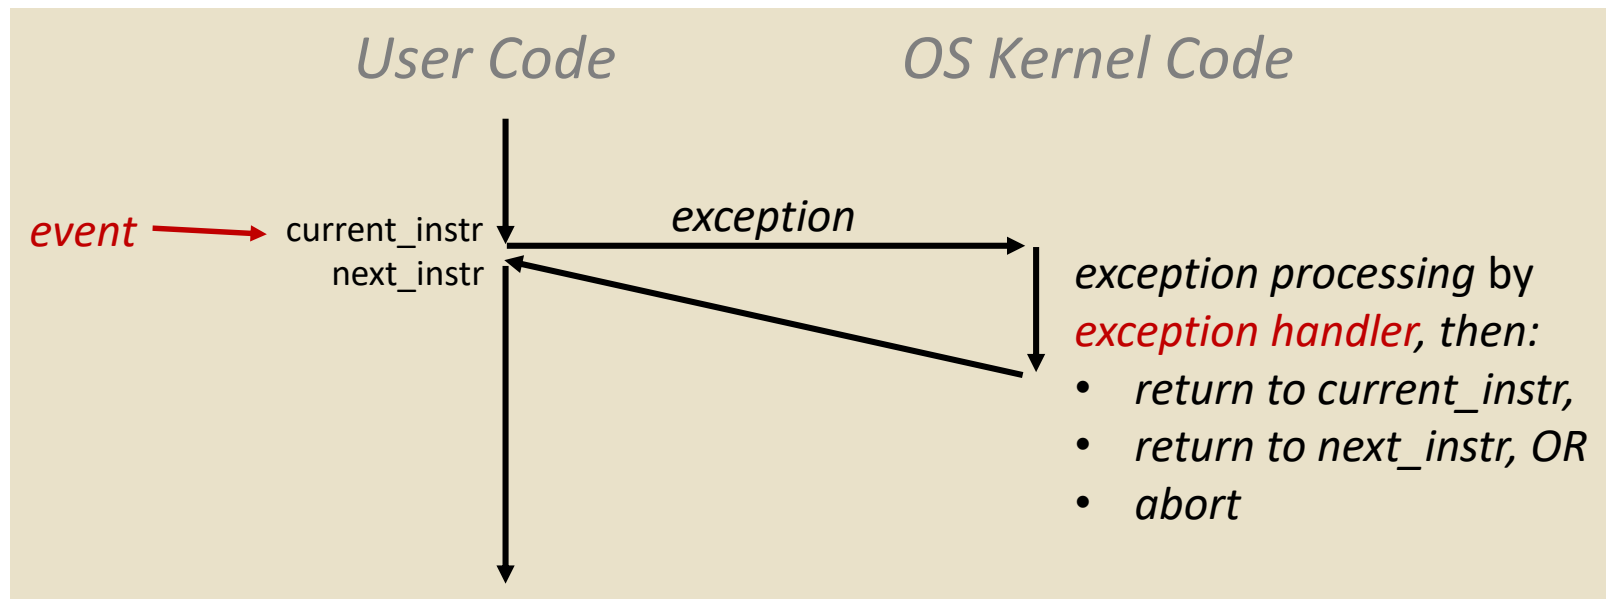 User Code
OS Kernel Code
event
current_instr
exception
next_instr
exception processing by
exception handler, then:
• return to current_instr,
• return to next_instr, OR
• abort